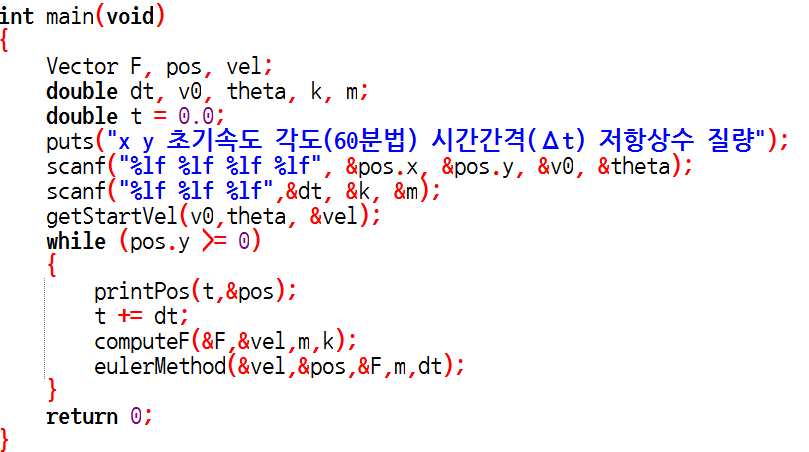 int main(void)
{
    Vector F, pos, vel;
    double dt, v0, theta, k, m;
    double t = 0.0;
    puts("x y 초기속도 각도(60분법) 시간간격(Δt) 저항상수 질량");
    scanf("%lf %lf %lf %lf", &pos.x, &pos.y, &v0, &theta);
    scanf("%lf %lf %lf",&dt, &k, &m);
    getStartVel(v0,theta, &vel);
    while (pos.y >= 0)
    {
        printPos(t,&pos);
        t += dt;
        computeF(&F,&vel,m,k);
        eulerMethod(&vel,&pos,&F,m,dt);
    }
    return 0;
}